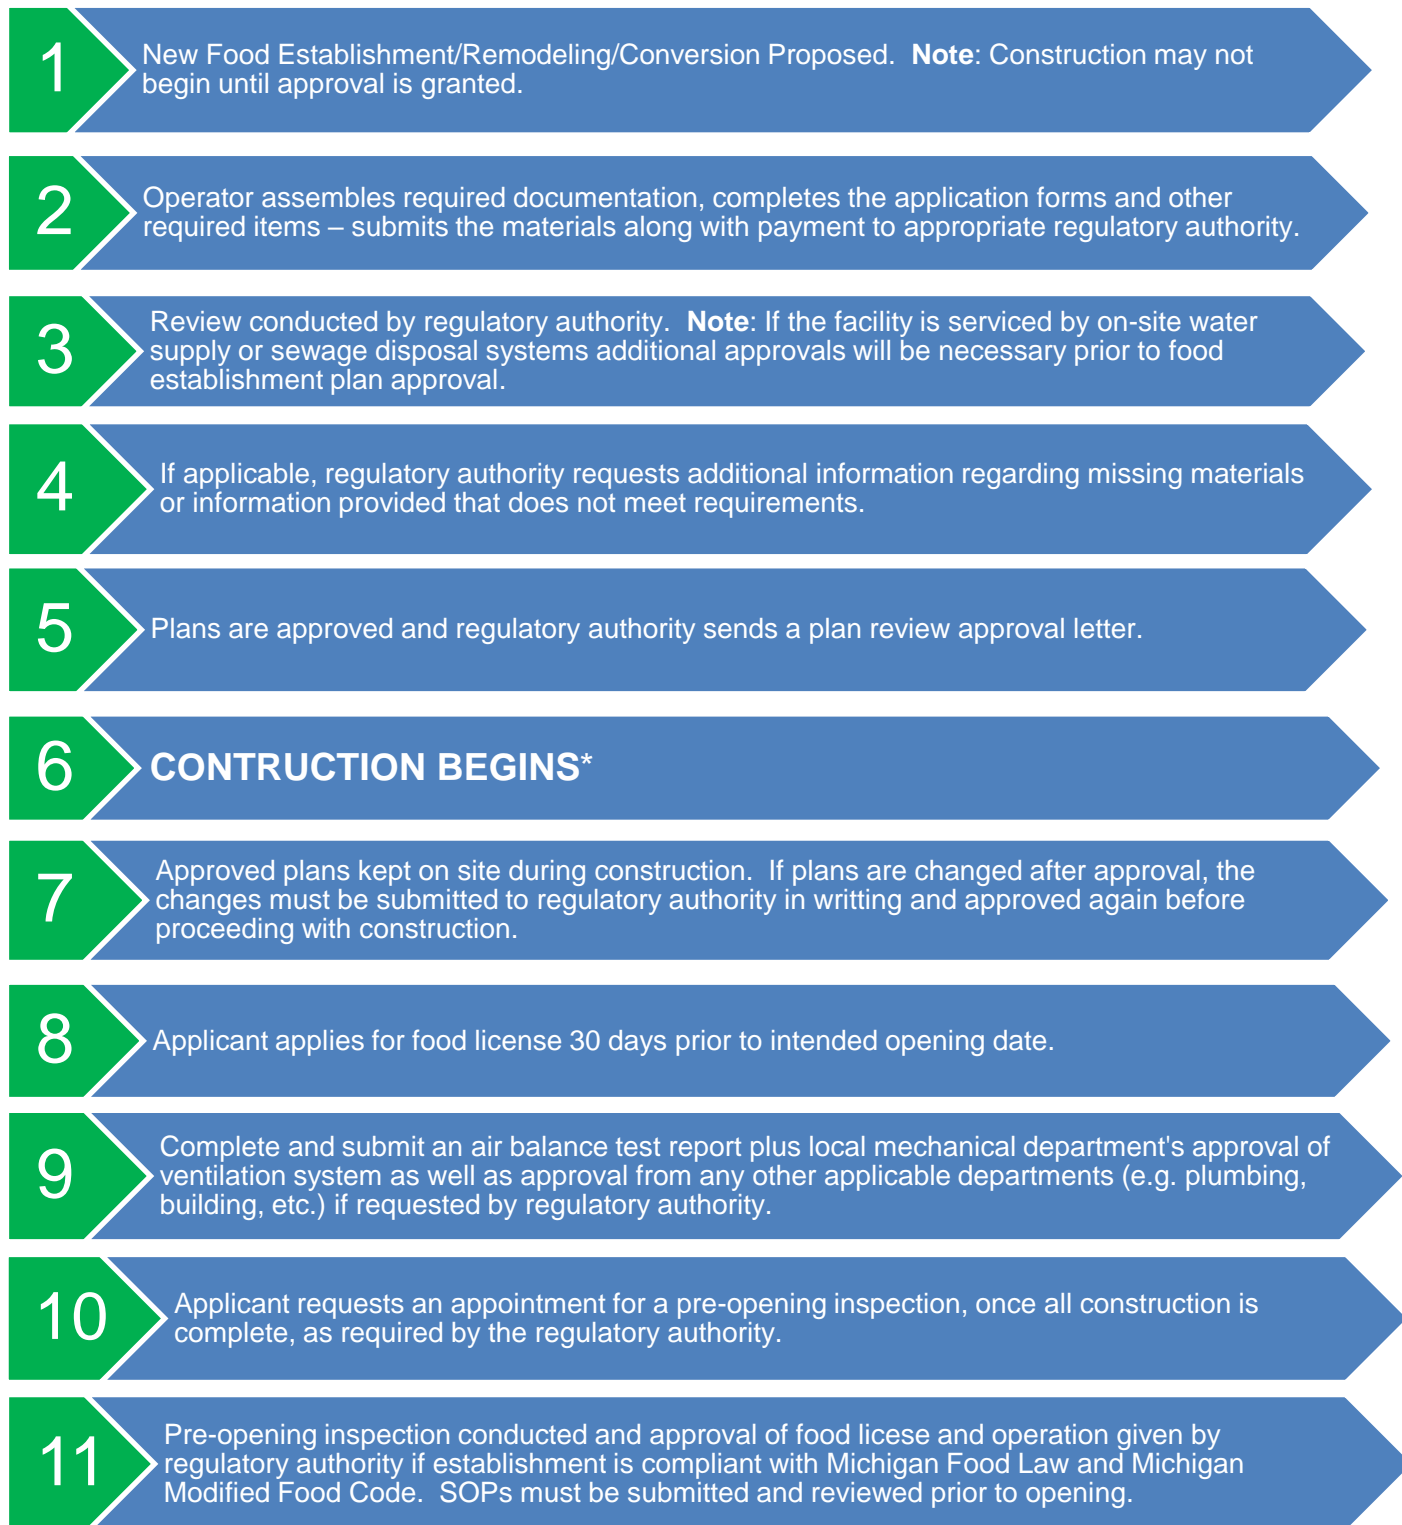 1
New Food Establishment/Remodeling/Conversion Proposed.  Note: Construction may not
begin until approval is granted.
2
Operator assembles required documentation, completes the application forms and other
required items – submits the materials along with payment to appropriate regulatory authority.
3
Review conducted by regulatory authority.  Note: If the facility is serviced by on-site water
supply or sewage disposal systems additional approvals will be necessary prior to food
establishment plan approval.
4
If applicable, regulatory authority requests additional information regarding missing materials
or information provided that does not meet requirements.
5
Plans are approved and regulatory authority sends a plan review approval letter.
6
CONTRUCTION BEGINS*
7
Approved plans kept on site during construction.  If plans are changed after approval, the
changes must be submitted to regulatory authority in writting and approved again before
proceeding with construction.
8
Applicant applies for food license 30 days prior to intended opening date.
9
Complete and submit an air balance test report plus local mechanical department's approval of
ventilation system as well as approval from any other applicable departments (e.g. plumbing,
building, etc.) if requested by regulatory authority.
10
Applicant requests an appointment for a pre-opening inspection, once all construction is
complete, as required by the regulatory authority.
11
Pre-opening inspection conducted and approval of food licese and operation given by
regulatory authority if establishment is compliant with Michigan Food Law and Michigan
Modified Food Code.  SOPs must be submitted and reviewed prior to opening.